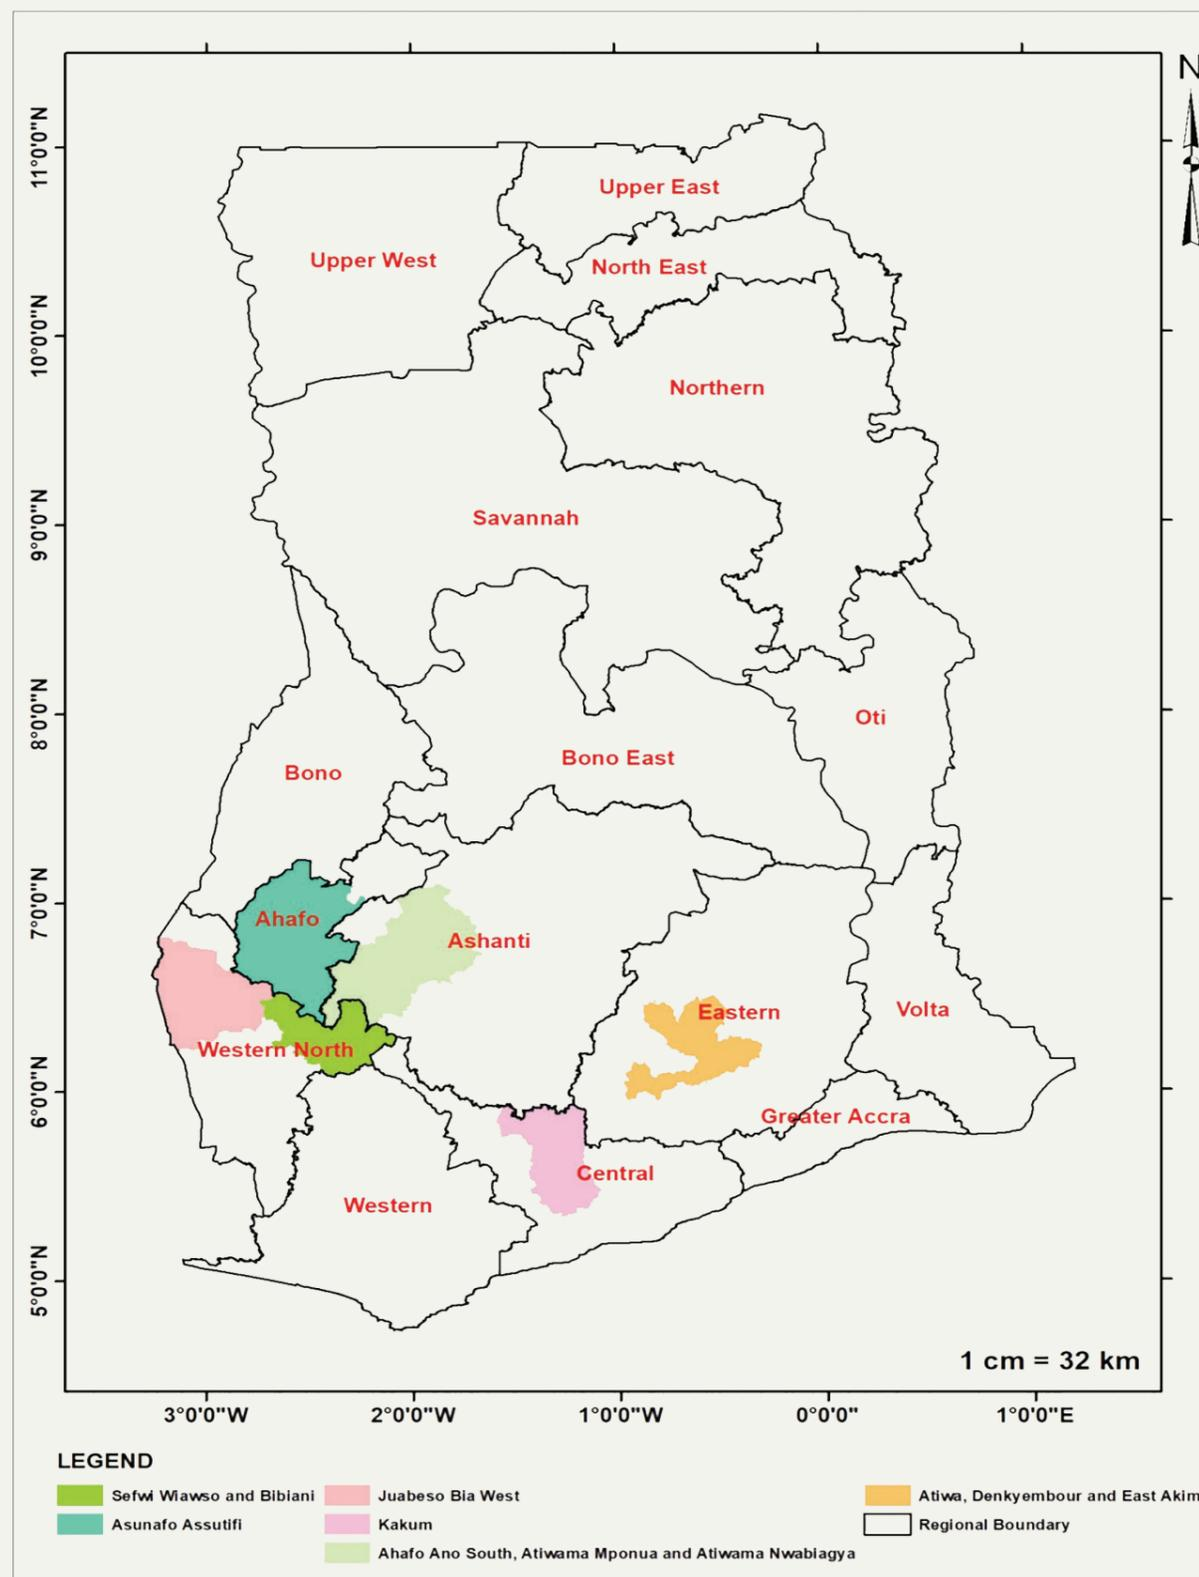 N
11°0'0"N
10°0'0"N
9°0'0"N
8°0'0"N
7°0'0"N
6°0'0"N
5°0'0"N
Upper East
Upper West
North East
Northern
Savannah
Oti
Bono East
Bono
Ahafo
Ashanti
Eastern
Volta
Western North
Greater Accra
Central
Western
1 cm = 32 km
3°0'0"W
2°0'0"W
1°0'0"W
0°0'0"
1°0'0"E
LEGEND
Sefwi Wiawso and Bibiani
Juabeso Bia West
Atiwa, Denkyembour and East Akim
Asunafo Assutifi
Kakum
Regional Boundary
Ahafo Ano South, Atiwama Mponua and Atiwama Nwabiagya